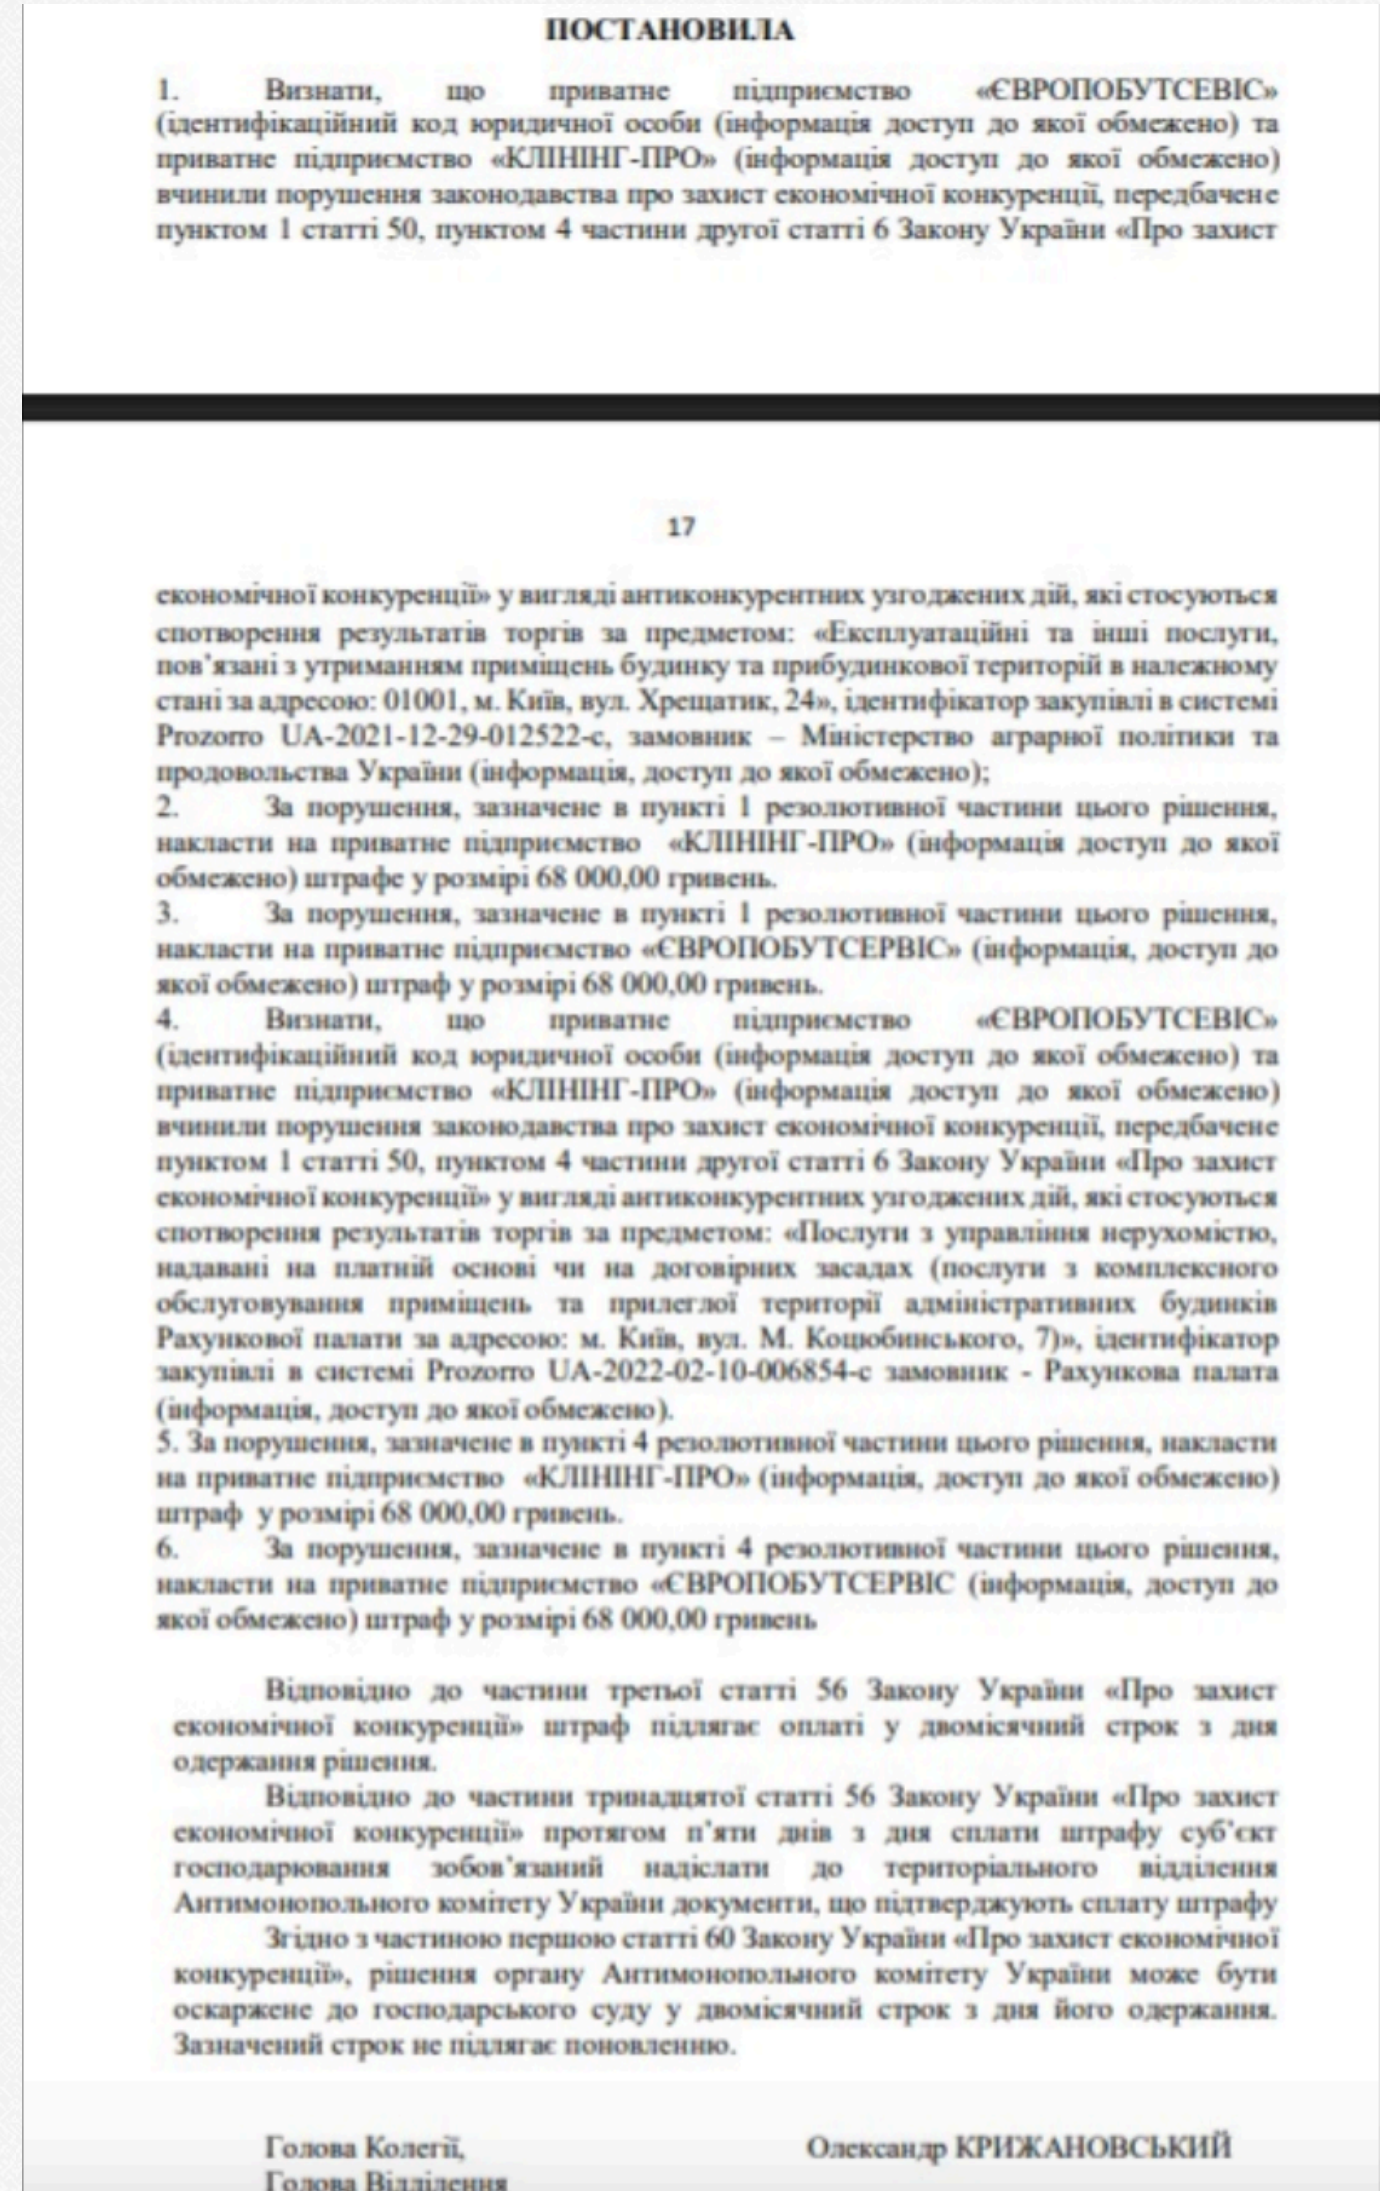 ПОСТАНОВИЛА
1. Визнати, що приватне підприємство «ЄВРОПОБУТСЕВІС»
(ідентифікаційний код юридичної особи (інформація доступ до якої обмежено) та
приватне підприємство «КЛІНІНГ-ПРО» (інформація доступ до якої обмежено)
вчинили порушення законодавства про захист економічної конкуренції, передбачене
пунктом 1 статті 50, пунктом 4 частини другої статті 6 Закону України «Про захист
17
економічної конкуренції» у вигляді антиконкурентних узгоджених дій, які стосуються
спотворення результатів торгів за предметом: «Експлуатаційні та інші послуги,
пов’язані з утриманням приміщень будинку та прибудинкової територій в належному
стані за адресою: 01001, м. Київ, вул. Хрещатик, 24», ідентифікатор закупівлі в системі
Prozorro UA-2021-12-29-012522-c, замовник – Міністерство аграрної політики та
продовольства України (інформація, доступ до якої обмежено);
2. За порушення, зазначене в пункті 1 резолютивної частини цього рішення,
накласти на приватне підприємство «КЛІНІНГ-ПРО» (інформація доступ до якої
обмежено) штрафе у розмірі 68 000,00 гривень.
3. За порушення, зазначене в пункті 1 резолютивної частини цього рішення,
накласти на приватне підприємство «ЄВРОПОБУТСЕРВІС» (інформація, доступ до
якої обмежено) штраф у розмірі 68 000,00 гривень.
4. Визнати, що приватне підприємство «ЄВРОПОБУТСЕВІС»
(ідентифікаційний код юридичної особи (інформація доступ до якої обмежено) та
приватне підприємство «КЛІНІНГ-ПРО» (інформація доступ до якої обмежено)
вчинили порушення законодавства про захист економічної конкуренції, передбачене
пунктом 1 статті 50, пунктом 4 частини другої статті 6 Закону України «Про захист
економічної конкуренції» у вигляді антиконкурентних узгоджених дій, які стосуються
спотворення результатів торгів за предметом: «Послуги з управління нерухомістю,
надавані на платній основі чи на договірних засадах (послуги з комплексного
обслуговування приміщень та прилеглої території адміністративних будинків
Рахункової палати за адресою: м. Київ, вул. М. Коцюбинського, 7)», ідентифікатор
закупівлі в системі Prozorro UA-2022-02-10-006854-c замовник - Рахункова палата
(інформація, доступ до якої обмежено).
5. За порушення, зазначене в пункті 4 резолютивної частини цього рішення, накласти
на приватне підприємство «КЛІНІНГ-ПРО» (інформація, доступ до якої обмежено)
штраф у розмірі 68 000,00 гривень.
6. За порушення, зазначене в пункті 4 резолютивної частини цього рішення,
накласти на приватне підприємство «ЄВРОПОБУТСЕРВІС (інформація, доступ до
якої обмежено) штраф у розмірі 68 000,00 гривень
Відповідно до частини третьої статті 56 Закону України «Про захист
економічної конкуренції» штраф підлягає оплаті у двомісячний строк з дня
одержання рішення.
Відповідно до частини тринадцятої статті 56 Закону України «Про захист
економічної конкуренції» протягом п’яти днів з дня сплати штрафу суб’єкт
господарювання зобов’язаний надіслати до територіального відділення
Антимонопольного комітету України документи, що підтверджують сплату штрафу
Згідно з частиною першою статті 60 Закону України «Про захист економічної
конкуренції», рішення органу Антимонопольного комітету України може бути
оскаржене до господарського суду у двомісячний строк з дня його одержання.
Зазначений строк не підлягає поновленню.
Голова Колегії, Олександр КРИЖАНОВСЬКИЙ
Голова Відділення